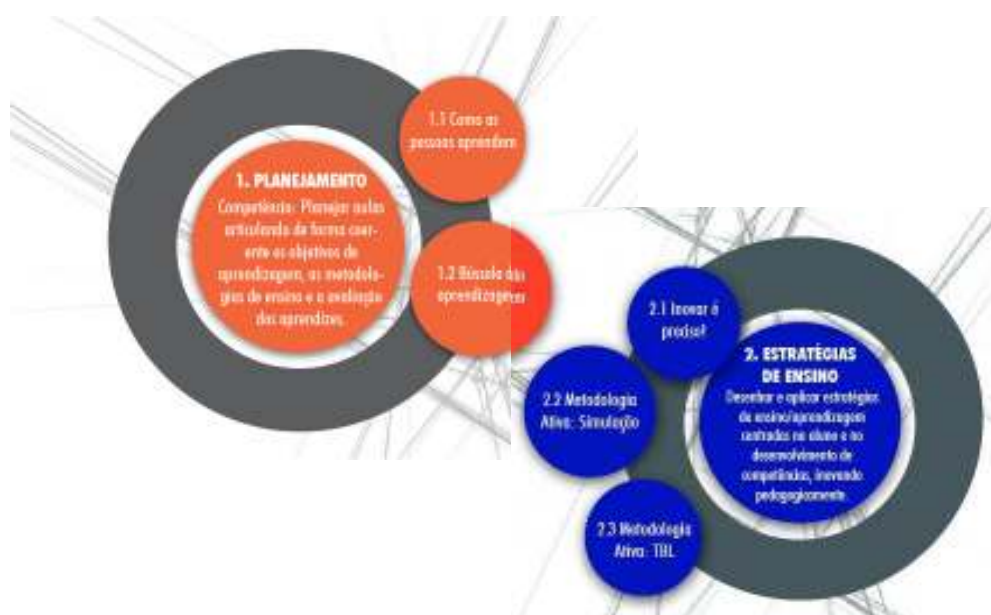 1.1 Como as
pessoas aprendem
1. PLANEJAMENTO
Competência: Planejar aulas
articulando de forma coer-
ente os objetivos de
aprendizagem, as metodolo-
gias de ensino e a avaliação
dos aprendizes.
1.2 Bússola das
aprendizagens
2.1 Inovar é
preciso?
2. ESTRATÉGIAS
DE ENSINO
Desenhar e aplicar estratégias
de ensino/aprendizagem
centradas no aluno e no
desenvolvimento de
competências, inovando
pedagogicamente
2.2 Metodologia
Ativa: Simulação
2.3 Metodologia
Ativa: TBL